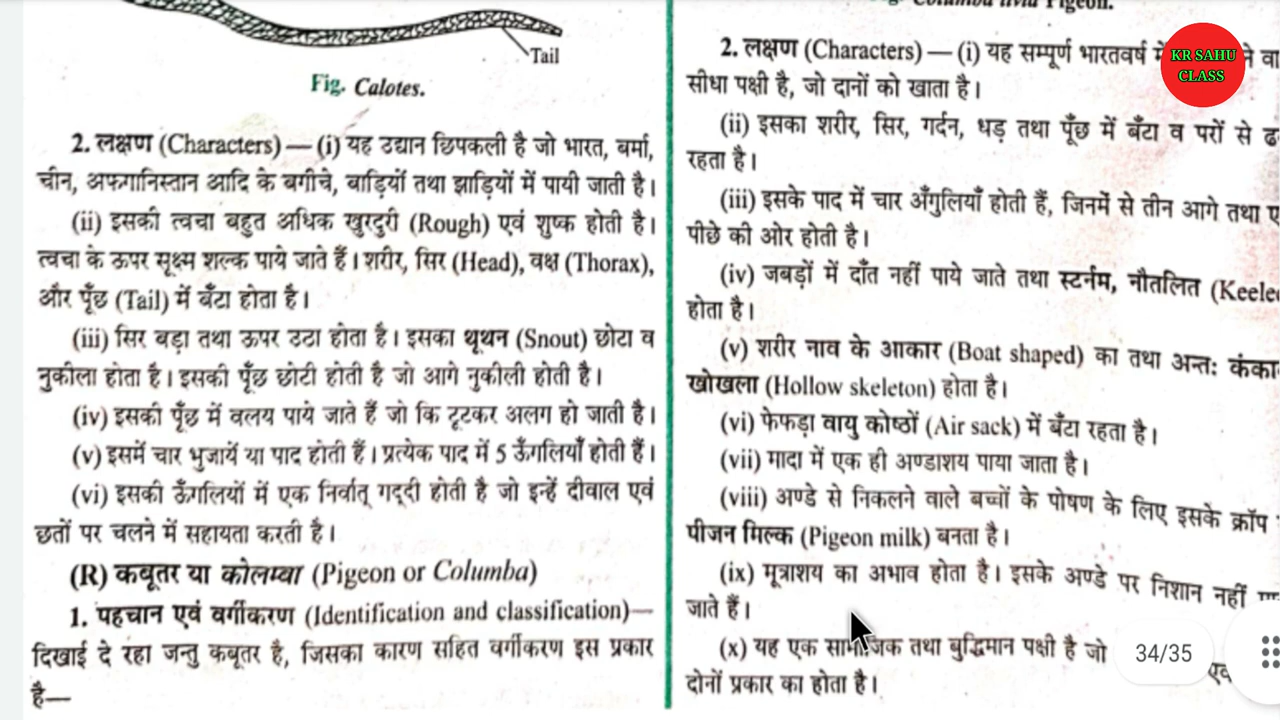 Tail
Fig. Calotes.
2. लक्षण (Characters) — (i) यह उद्यान छिपकली है जो भारत, बर्मा,
चीन, अफगानिस्तान आदि के बगीचे, बाड़ियों तथा झाड़ियों में पायी जाती है।
(ii) इसकी त्वचा बहुत अधिक खुरदुरी (Rough) एवं शुष्क होती है।
त्वचा के ऊपर सूक्ष्म शल्क पाये जाते हैं। शरीर, सिर (Head), वक्ष (Thorax),
और पूँछ (Tail) में बँटा होता है।
(iii) सिर बड़ा तथा ऊपर उठा होता है। इसका थूथन (Snout) छोटा व
नुकीला होता है। इसकी पूँछ छोटी होती है जो आगे नुकीली होती है।
(iv) इसकी पूँछ में वलय पाये जाते हैं जो कि टूटकर अलग हो जाती है।
(v) इसमें चार भुजायें या पाद होती हैं। प्रत्येक पाद में 5 ऊँगलियाँ होती हैं।
(vi) इसकी ऊँगलियों में एक निर्वात् गद्दी होती है जो इन्हें दीवाल एवं
छतों पर चलने में सहायता करती है।
(R) कबूतर या कोलम्बा (Pigeon or Columba)
1. पहचान एवं वर्गीकरण (Identification and classification)—
दिखाई दे रहा जन्तु कबूतर है, जिसका कारण सहित वर्गीकरण इस प्रकार
है—
Columba livia Pigeon.
2. लक्षण (Characters) — (i) यह सम्पूर्ण भारतवर्ष
सीधा पक्षी है, जो दानों को खाता है।
(ii) इसका शरीर, सिर, गर्दन, धड़ तथा पूँछ में बँटा व परों से
रहता है।
(iii) इसके पाद में चार अँगुलियाँ होती हैं, जिनमें से तीन आगे तथा
पीछे की ओर होती है।
(iv) जबड़ों में दाँत नहीं पाये जाते तथा स्टर्नम, नौतलित
होता है।
(v) शरीर नाव के आकार (Boat shaped) का तथा अन्त:
खोखला (Hollow skeleton) होता है।
(vi) फेफड़ा वायु कोष्ठों (Air sack) में बँटा रहता है।
(vii) मादा में एक ही अण्डाशय पाया जाता है।
(viii) अण्डे से निकलने वाले बच्चों के पोषण के लिए इसके क्रॉप
पीजन मिल्क (Pigeon milk) बनता है।
(ix) मूत्राशय का अभाव होता है। इसके अण्डे पर निशान नहीं
जाते हैं।
(x) यह एक तथा बुद्धिमान पक्षी है जो
दोनों प्रकार का होता है।
KR SAHU
CLASS
34/35